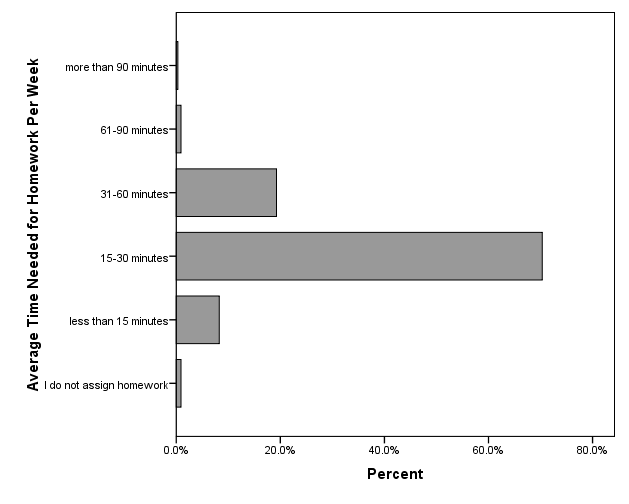 Average Time Needed for Homework Per Week
more than 90 minutes
61-90 minutes
31-60 minutes
15-30 minutes
less than 15 minutes
I do not assign homework
0.0% 20.0% 40.0% 60.0% 80.0%
Percent